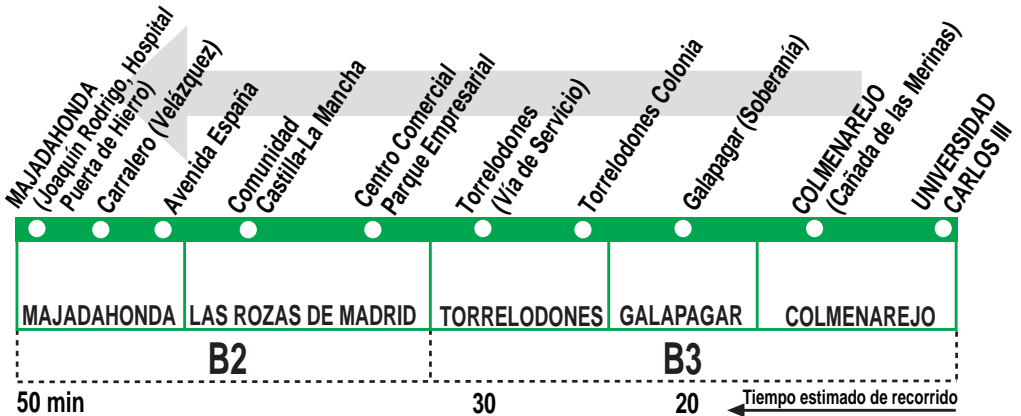 MAJADAHONDA
(Joaquín Rodrigo, Hospital
Puerta de Hierro)
Carralero (Velázquez)
Avenida España
Comunidad
Castilla-La Mancha
Centro Comercial
Parque Empresarial
Torrelodones
(Vía de Servicio)
Torrelodones Colonia
Galapagar (Soberanía)
COLMENAREJO
(Cañada de las Merinas)
UNIVERSIDAD
CARLOS III
MAJADAHONDA
LAS ROZAS DE MADRID
TORRELODONES
GALAPAGAR
COLMENAREJO
B2
B3
50 min
30
20
Tiempo estimado de recorrido